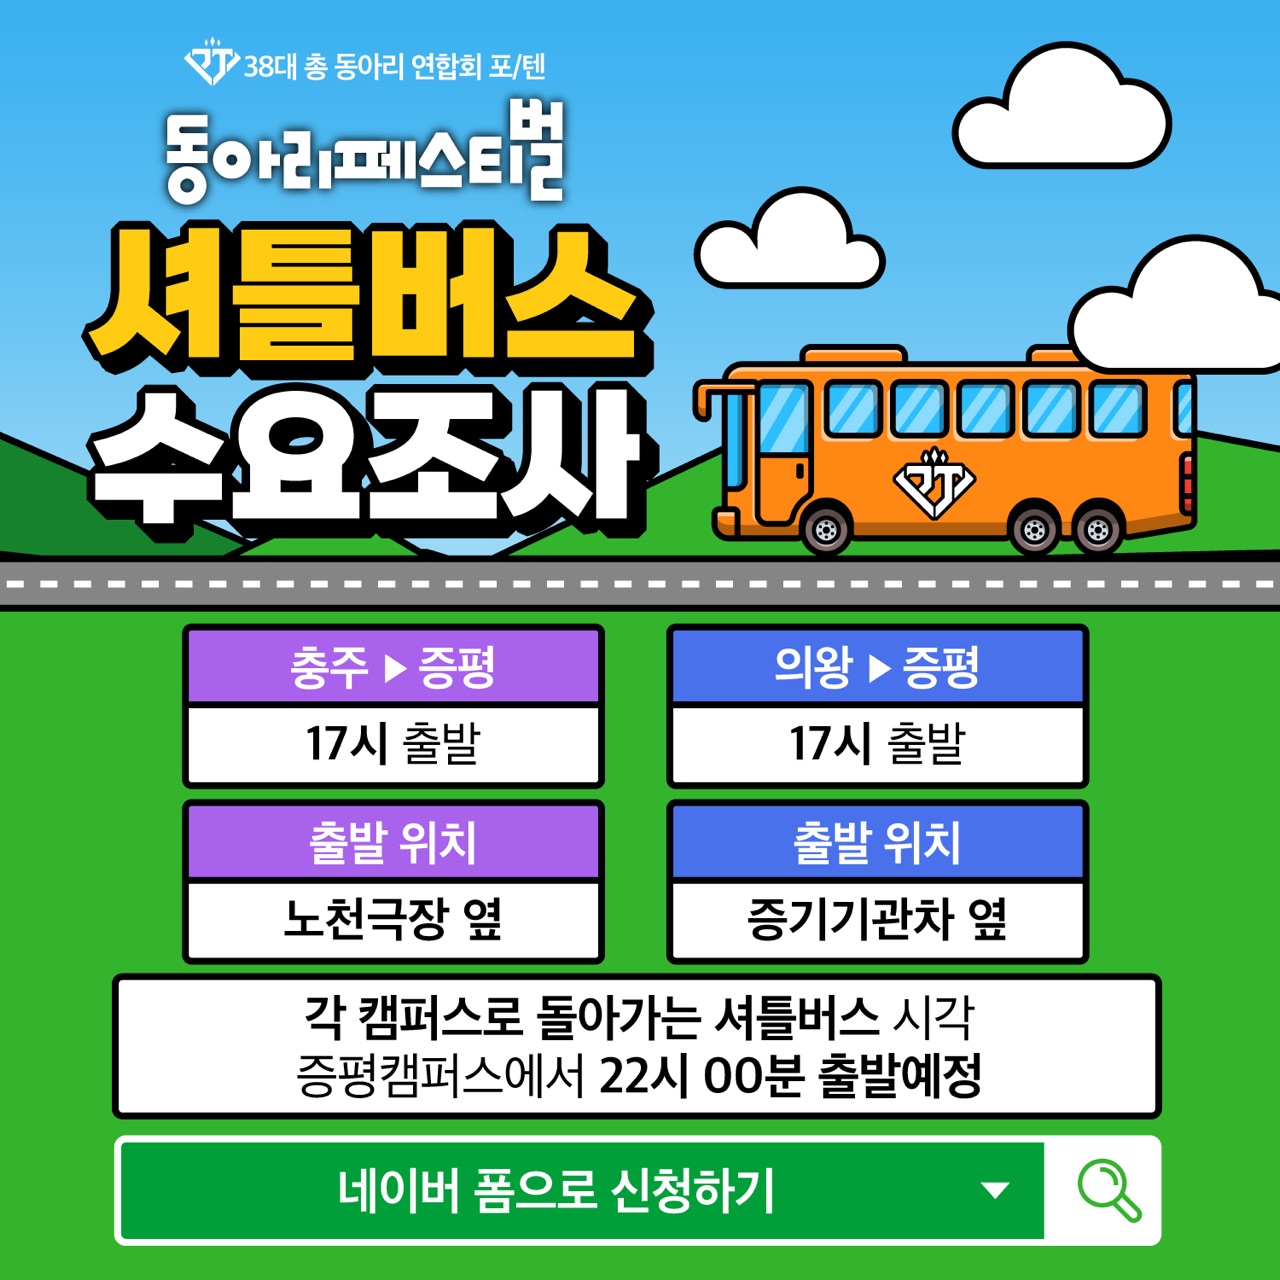 38대 총 동아리 연합회 포/텐
동아리페스티벌
셔틀버스
수요조사
충주 ▶ 증평
17시 출발
출발 위치
노천극장 옆
의왕 ▶ 증평
17시 출발
출발 위치
증기기관차 옆
각 캠퍼스로 돌아가는 셔틀버스 시각
증평캠퍼스에서 22시 00분 출발예정
네이버 폼으로 신청하기